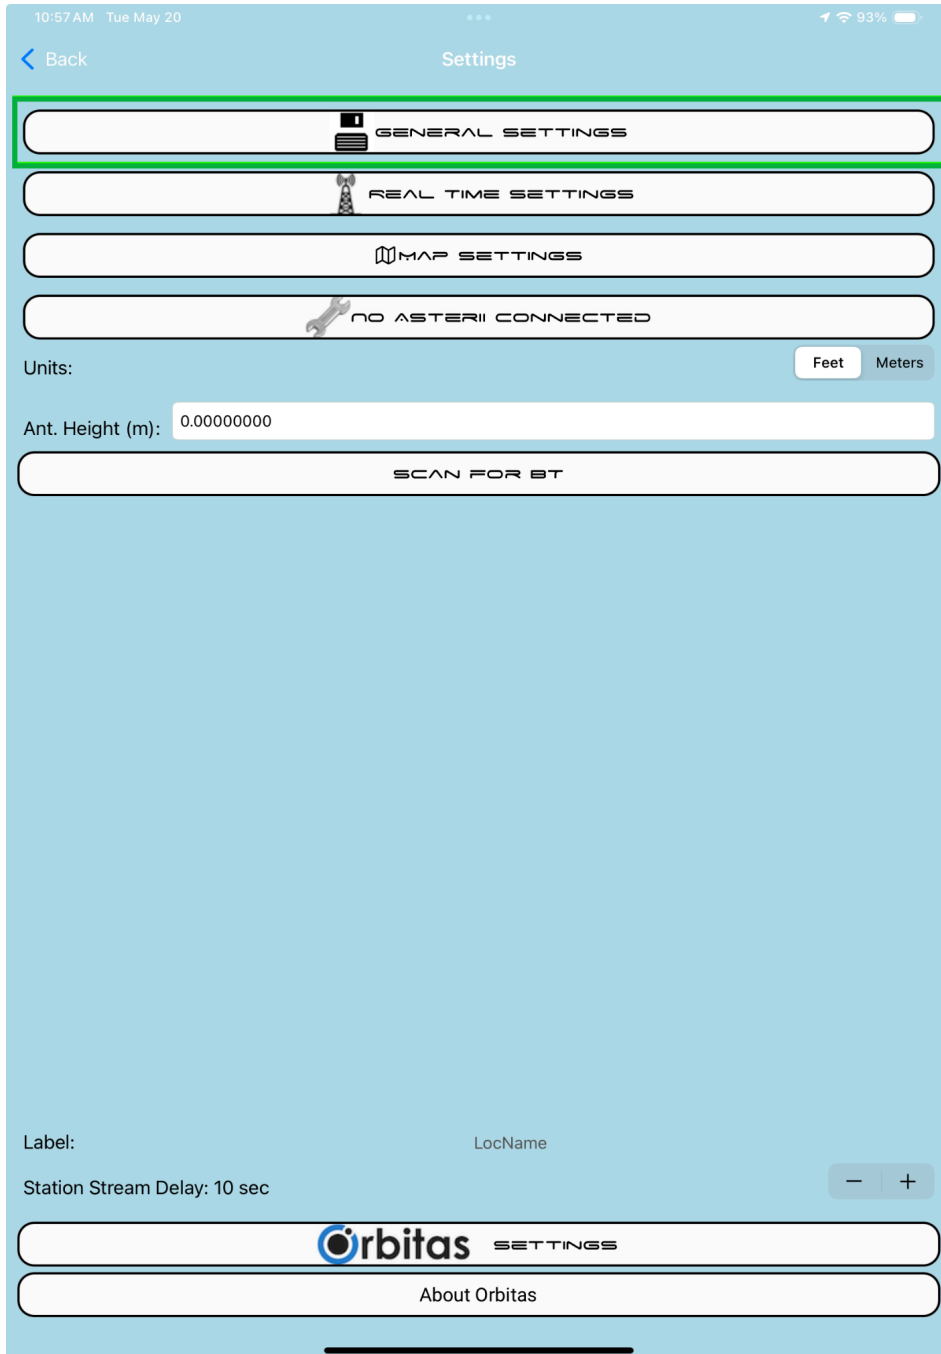 10:57 AM Tue May 20
93%
Back
Settings
GENERAL SETTINGS
REAL TIME SETTINGS
MAP SETTINGS
NO ASTERII CONNECTED
Units:
Feet Meters
Ant. Height (m): 0.00000000
SCAN FOR BT
Label: LocName
Station Stream Delay: 10 sec
− +
Orbitas SETTINGS
About Orbitas